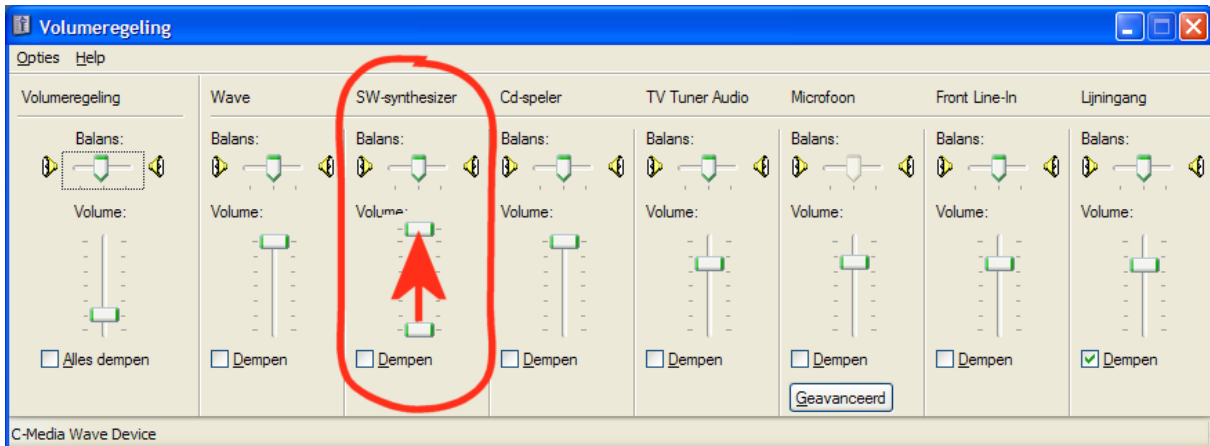 Volumeregeling
Opties Help
Volumeregeling Wave SW-synthesizer Cd-speler TV Tuner Audio Microfoon Front Line-In Lijningang
Balans: Balans: Balans: Balans: Balans: Balans: Balans: Balans:
Volume: Volume: Volume: Volume: Volume: Volume: Volume: Volume:
Alles dempen Dempen Dempen Dempen Dempen Dempen Dempen Dempen
Geavanceerd
C-Media Wave Device